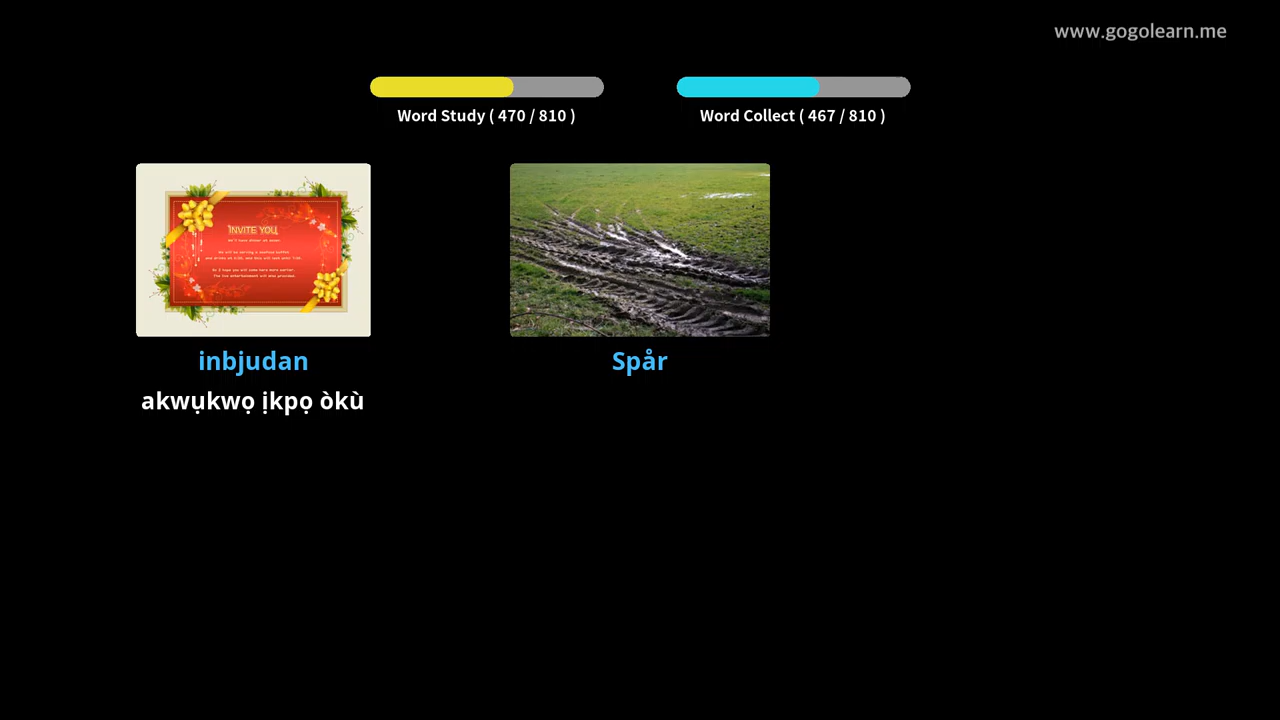 www.gogolearn.me
Word Study ( 470 / 810 )
Word Collect ( 467 / 810 )
INVITE YOU
inbjudan
Spår
akwụkwọ ịkpọ òkù